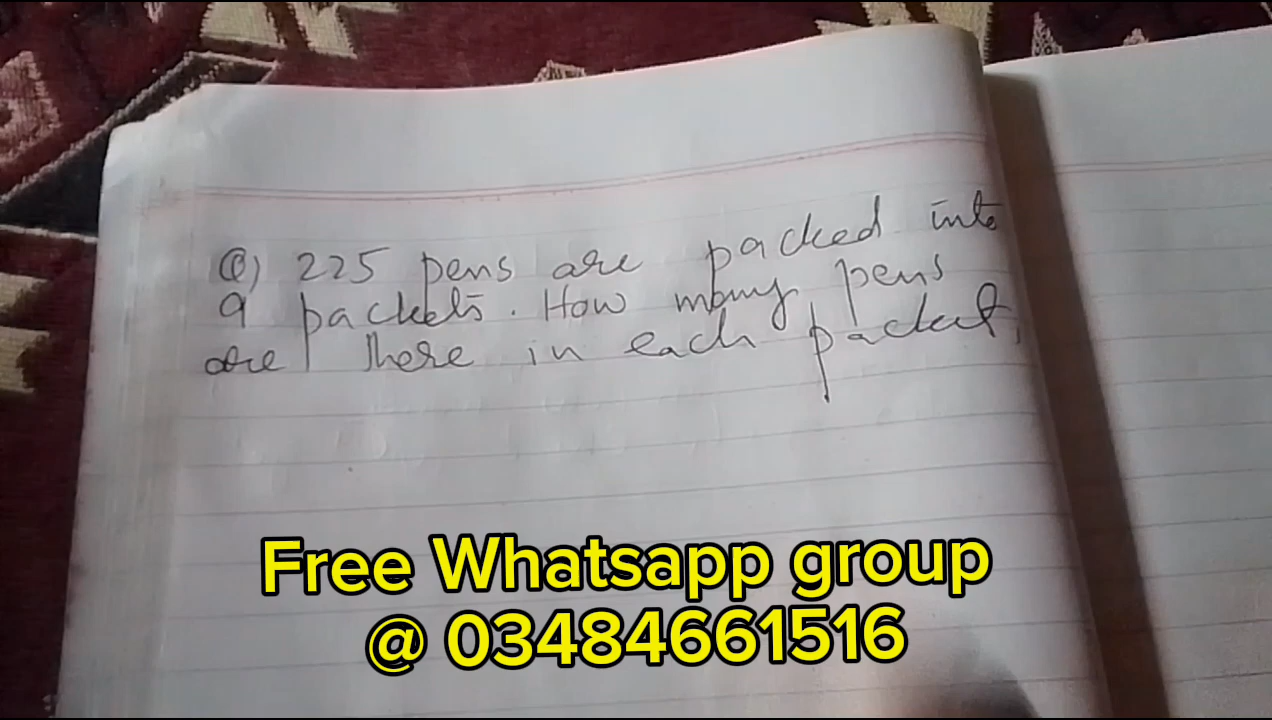 Q) 225 pens are packed into
9 packets. How many pens
are there in each packet.
Free Whatsapp group
@ 03484661516